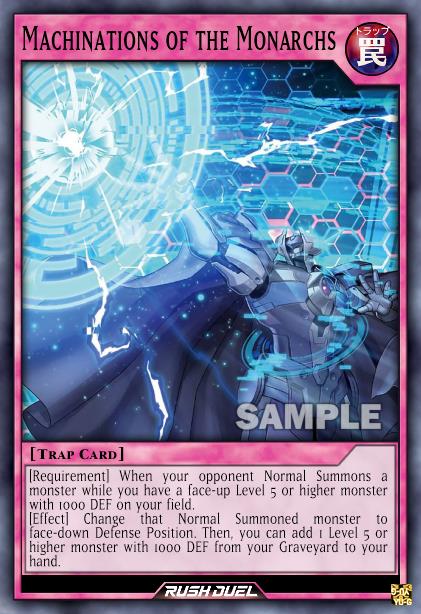 MACHINATIONS OF THE MONARCHS
トラップ
罠
SAMPLE
[TRAP CARD]
[Requirement] When your opponent Normal Summons
a monster while you have a face-up Level 5 or higher monster
with 1000 DEF on your field.
[Effect] Change that Normal Summoned monster to
face-down Defense Position. Then, you can add 1 Level 5 or
higher monster with 1000 DEF from your Graveyard to your
hand.
RUSH DUEL